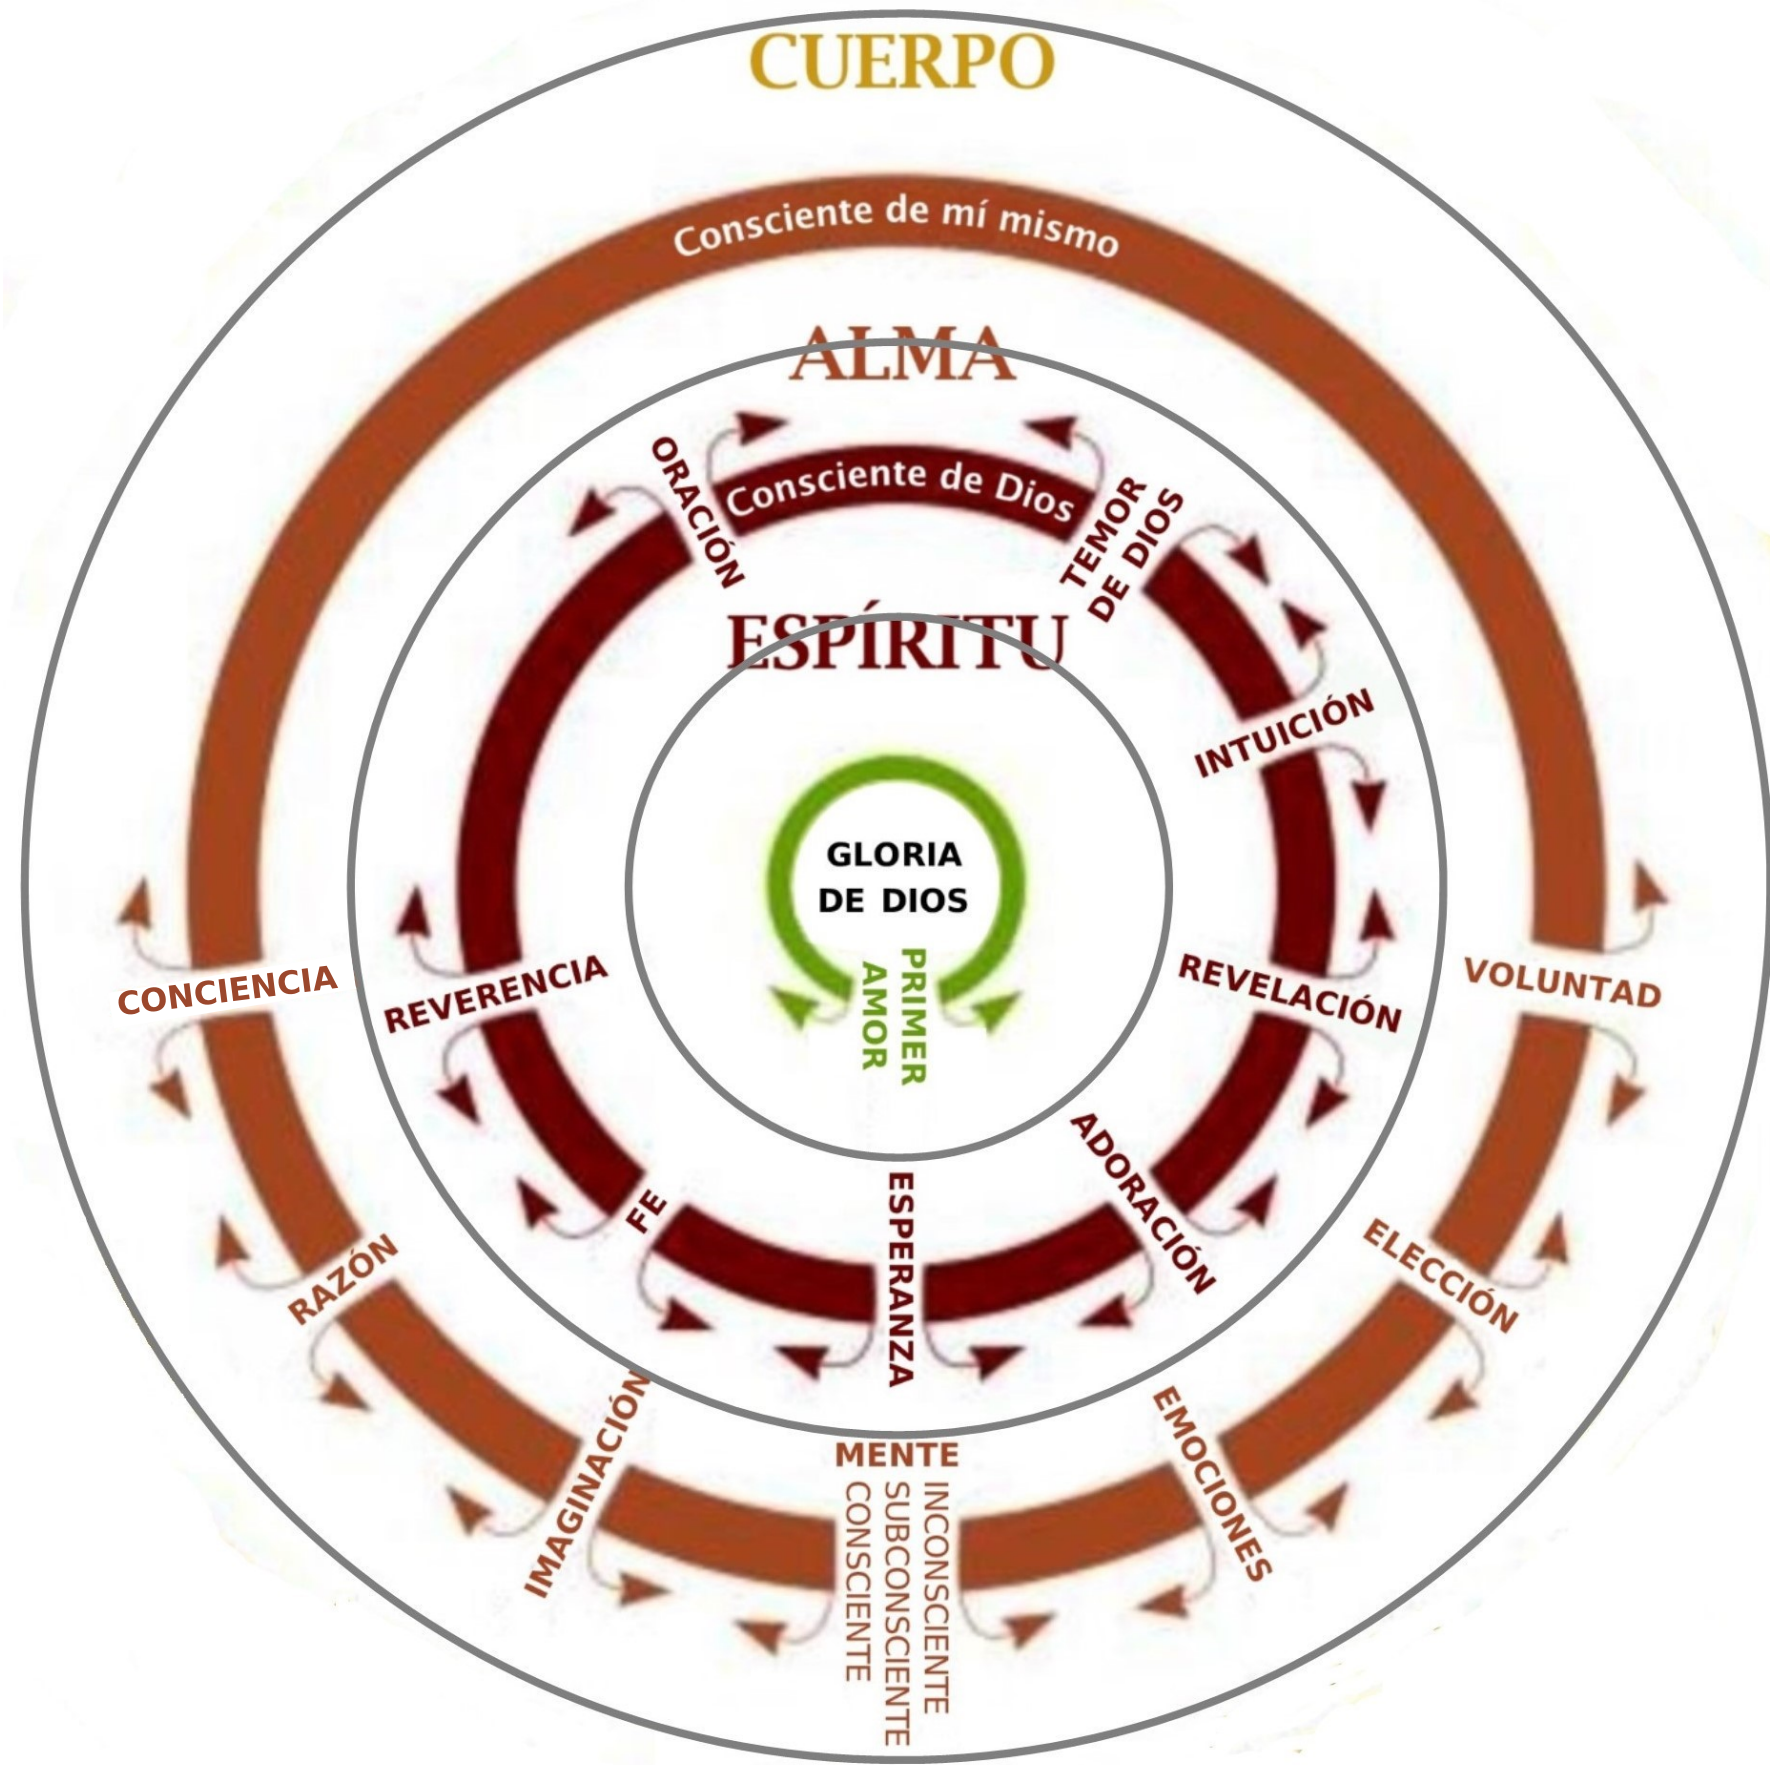 CUERPO
Consciente de mí mismo
ALMA
Consciente de Dios
ORACIÓN
TEMOR
DE DIOS
ESPÍRITU
INTUICIÓN
GLORIA
DE DIOS
PRIMER
AMOR
CONCIENCIA
REVERENCIA
REVELACIÓN
VOLUNTAD
FE
ESPERANZA
ADORACIÓN
RAZÓN
ELECCIÓN
IMAGINACIÓN
MENTE
INCONSCIENTE
SUBCONSCIENTE
CONSCIENTE
EMOCIONES